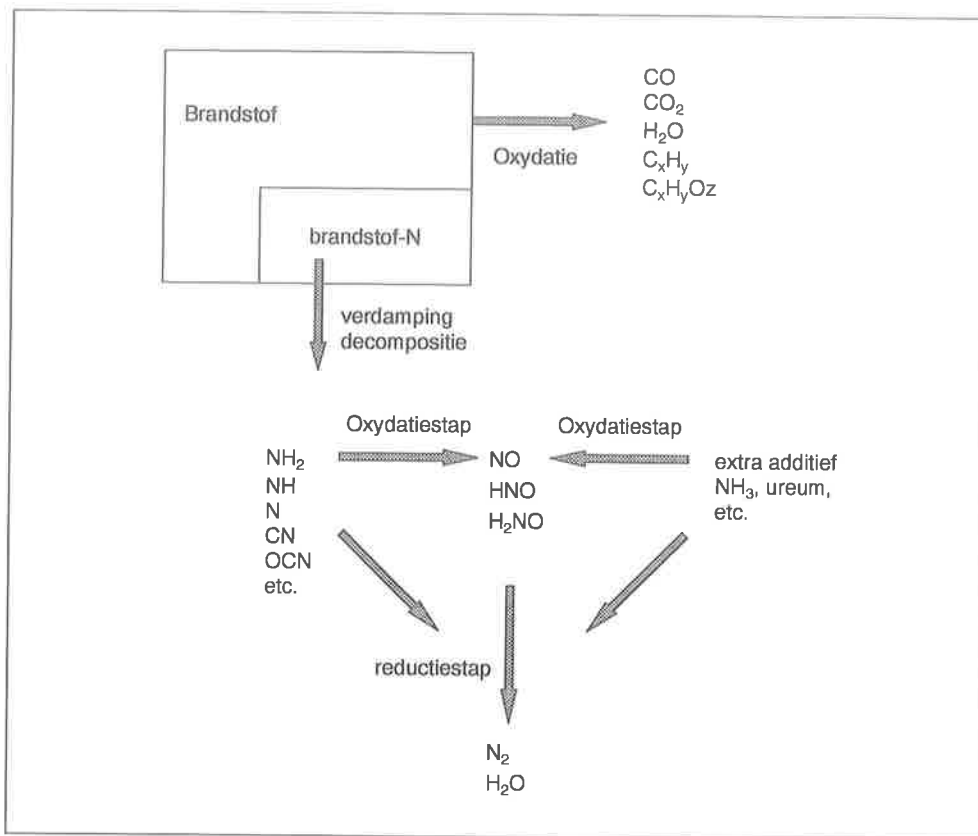 Brandstof
CO
CO₂
H₂O
CₓHᵧ
CₓHᵧOz
Oxydatie
brandstof-N
verdamping
decompositie
Oxydatiestap
Oxydatiestap
NH₂
NH
N
CN
OCN
etc.
NO
HNO
H₂NO
extra additief
NH₃, ureum,
etc.
reductiestap
N₂
H₂O